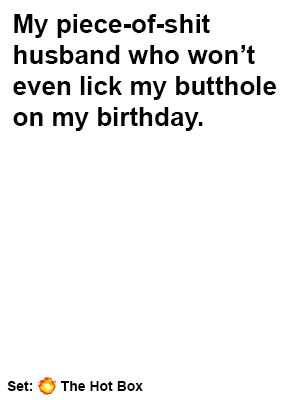 My piece-of-shit
husband who won’t
even lick my butthole
on my birthday.
Set: The Hot Box